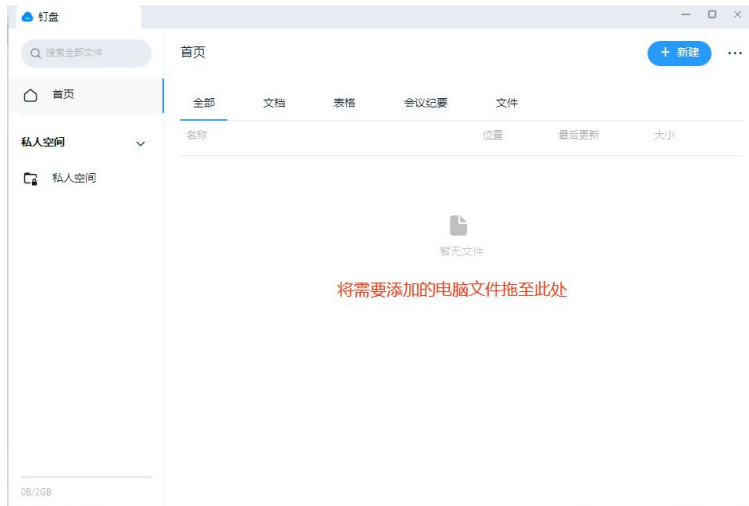 钉盘
搜索全部文件
首页
私人空间
私人空间
0B/2GB
首页
+ 新建
全部 文档 表格 会议纪要 文件
名称 位置 最后更新 大小
暂无文件
将需要添加的电脑文件拖至此处